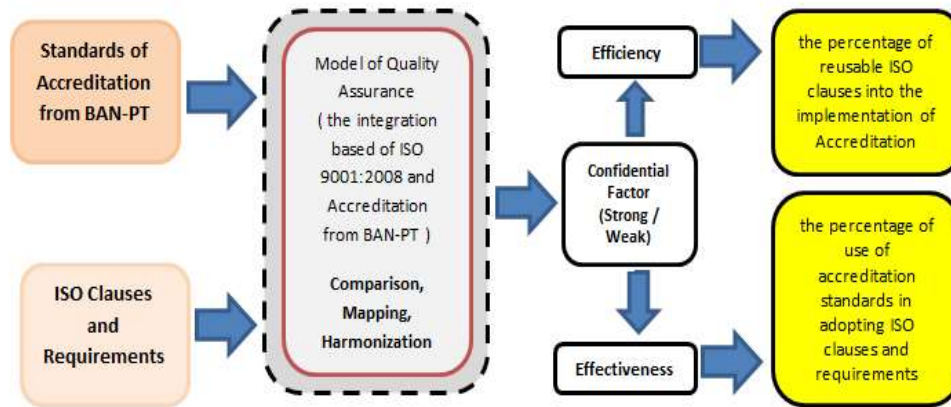 Standards of
Accreditation
from BAN-PT
ISO Clauses
and
Requirements
Model of Quality
Assurance
( the integration
based of ISO
9001:2008 and
Accreditation
from BAN-PT )
Comparison,
Mapping,
Harmonization
Efficiency
Confidential
Factor
(Strong /
Weak)
Effectiveness
the percentage of
reusable ISO
clauses into the
implementation of
Accreditation
the percentage of
use of
accreditation
standards in
adopting ISO
clauses and
requirements